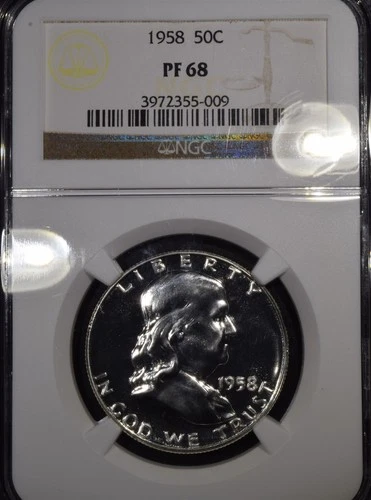 1958 50C
PF 68
3972355-009
NGC
LIBERTY
1958
IN GOD WE TRUST